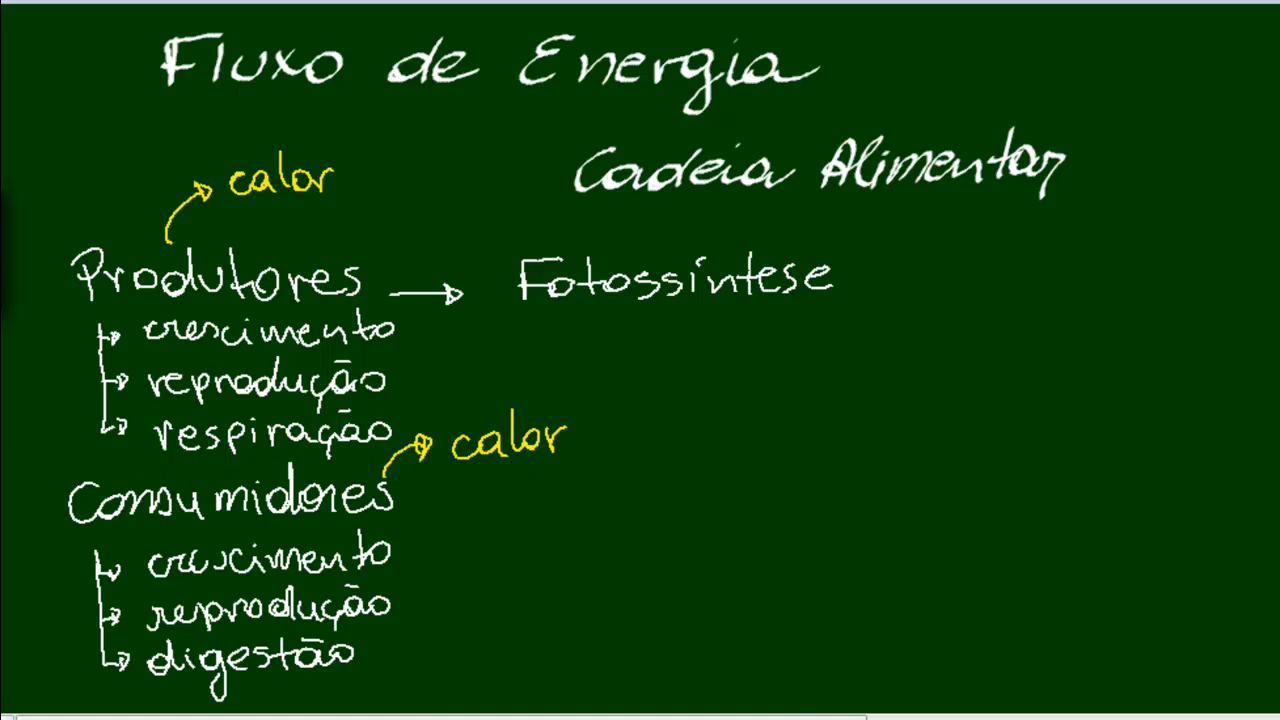 Fluxo de Energia
Cadeia Alimentar
calor
Produtores → Fotossíntese
crescimento
reprodução
respiração
calor
Consumidores
crescimento
reprodução
digestão